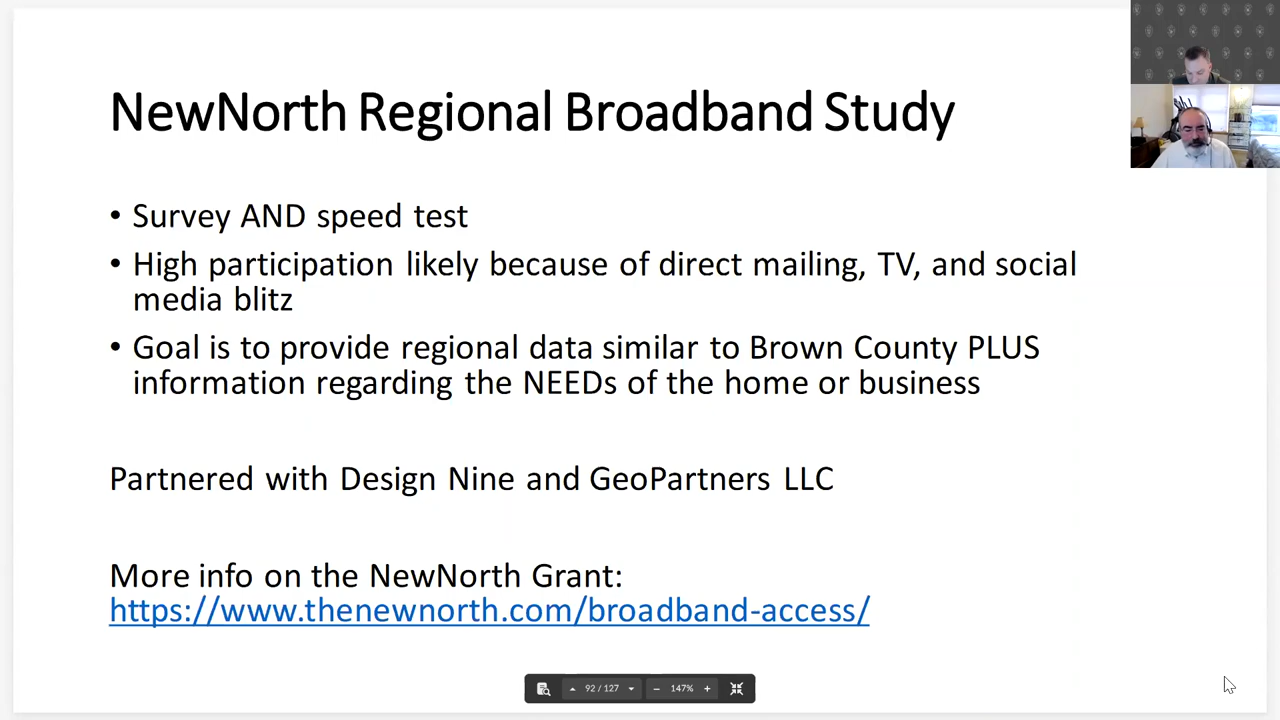 NewNorth Regional Broadband Study
• Survey AND speed test
• High participation likely because of direct mailing, TV, and social
media blitz
• Goal is to provide regional data similar to Brown County PLUS
information regarding the NEEDs of the home or business
Partnered with Design Nine and GeoPartners LLC
More info on the NewNorth Grant:
https://www.thenewnorth.com/broadband-access/
92 / 127
147%